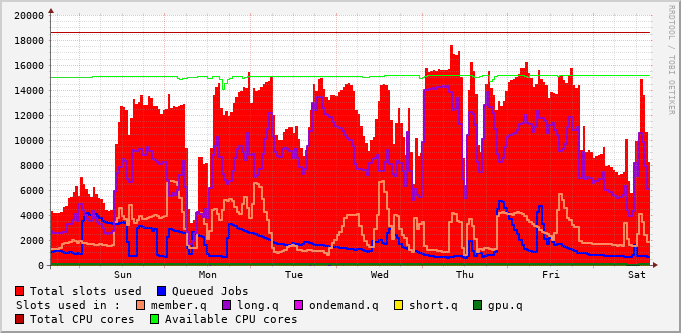 20000
18000
16000
14000
12000
10000
8000
6000
4000
2000
0
Sun Mon Tue Wed Thu Fri Sat
RRDTOOL / TOBI OETIKER
Total slots used Queued Jobs
Slots used in : member.q long.q ondemand.q short.q gpu.q
Total CPU cores Available CPU cores